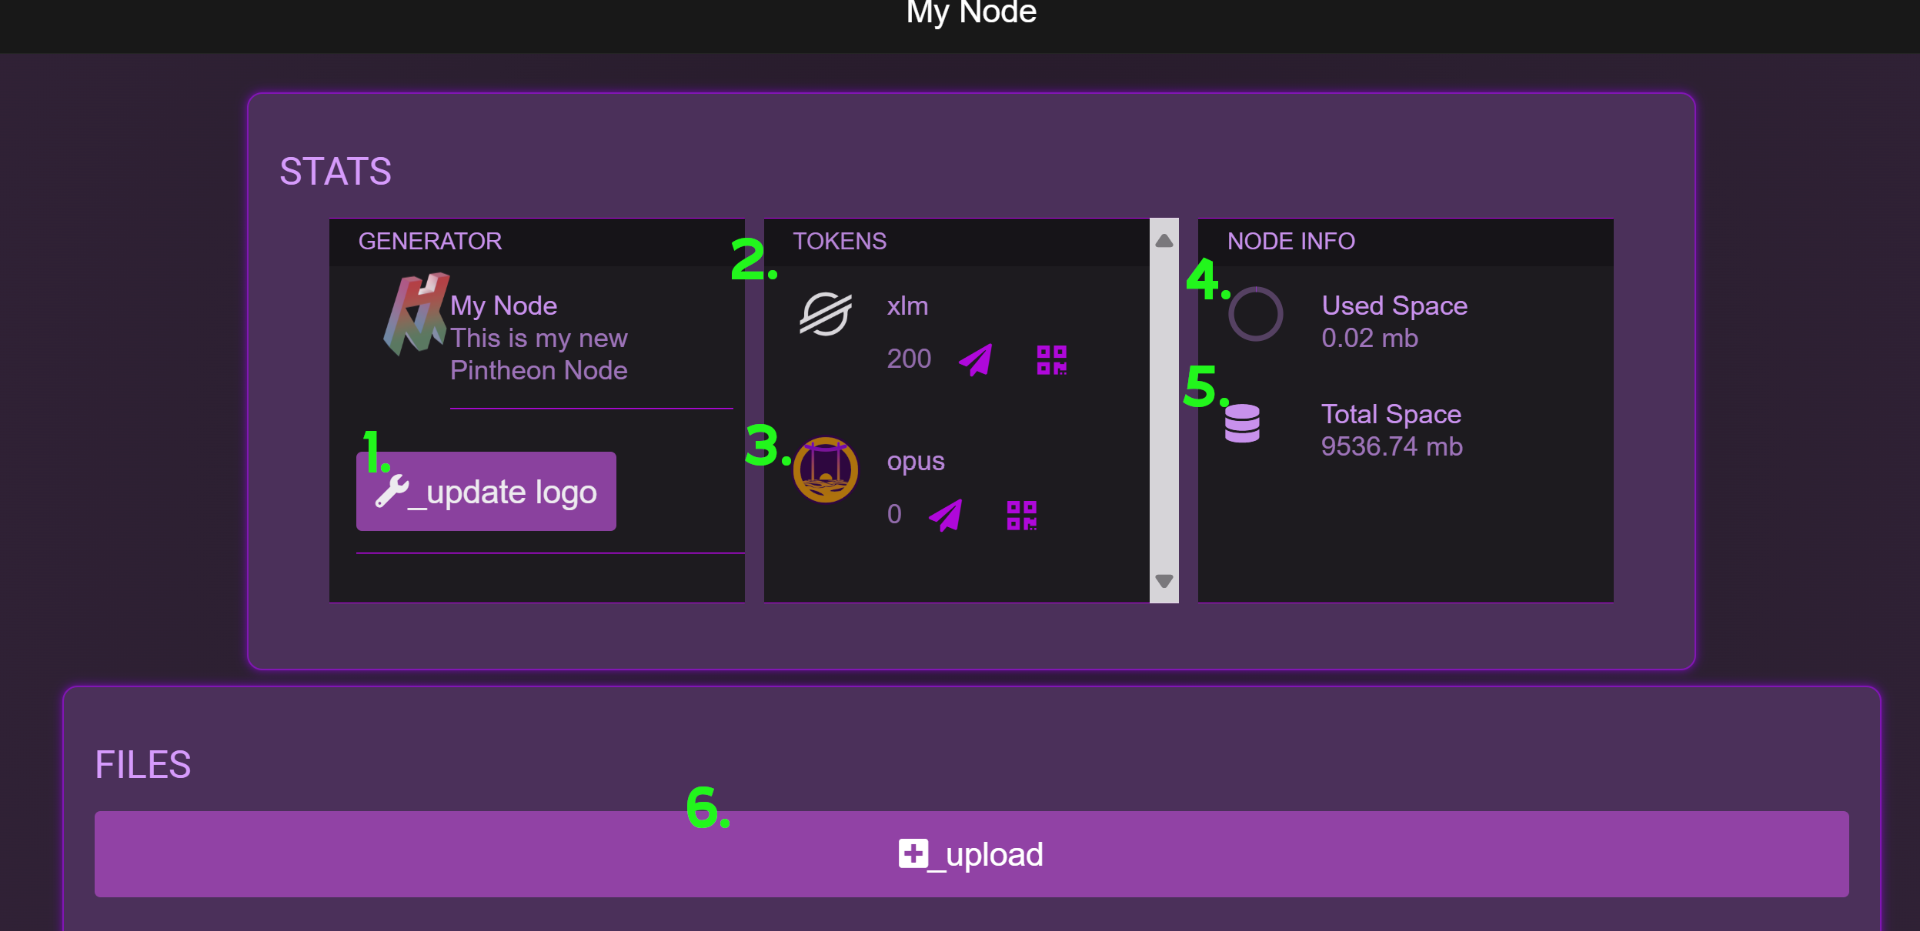 My Node
STATS
GENERATOR
My Node
This is my new
Pintheon Node
1.
_update logo
2.
TOKENS
xlm
200
3.
opus
0
NODE INFO
4.
Used Space
0.02 mb
5.
Total Space
9536.74 mb
FILES
6.
_upload